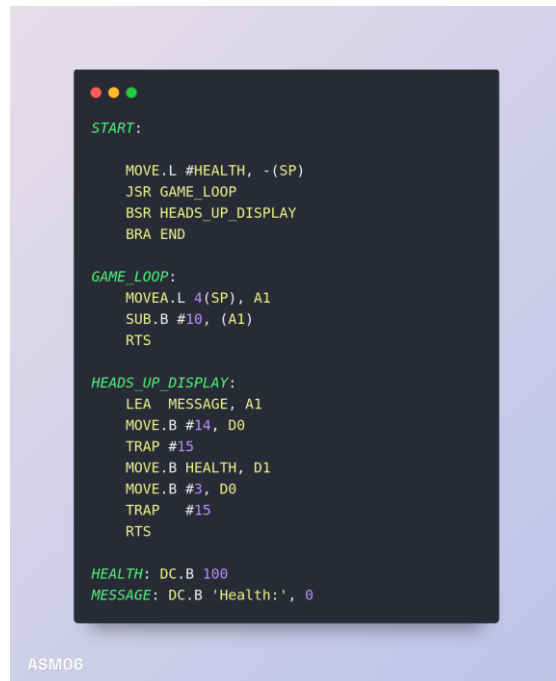 START:
MOVE.L #HEALTH, -(SP)
JSR GAME_LOOP
BSR HEADS_UP_DISPLAY
BRA END
GAME_LOOP:
MOVEA.L 4(SP), A1
SUB.B #10, (A1)
RTS
HEADS_UP_DISPLAY:
LEA  MESSAGE, A1
MOVE.B #14, D0
TRAP #15
MOVE.B HEALTH, D1
MOVE.B #3, D0
TRAP   #15
RTS
HEALTH: DC.B 100
MESSAGE: DC.B 'Health:', 0
ASM06